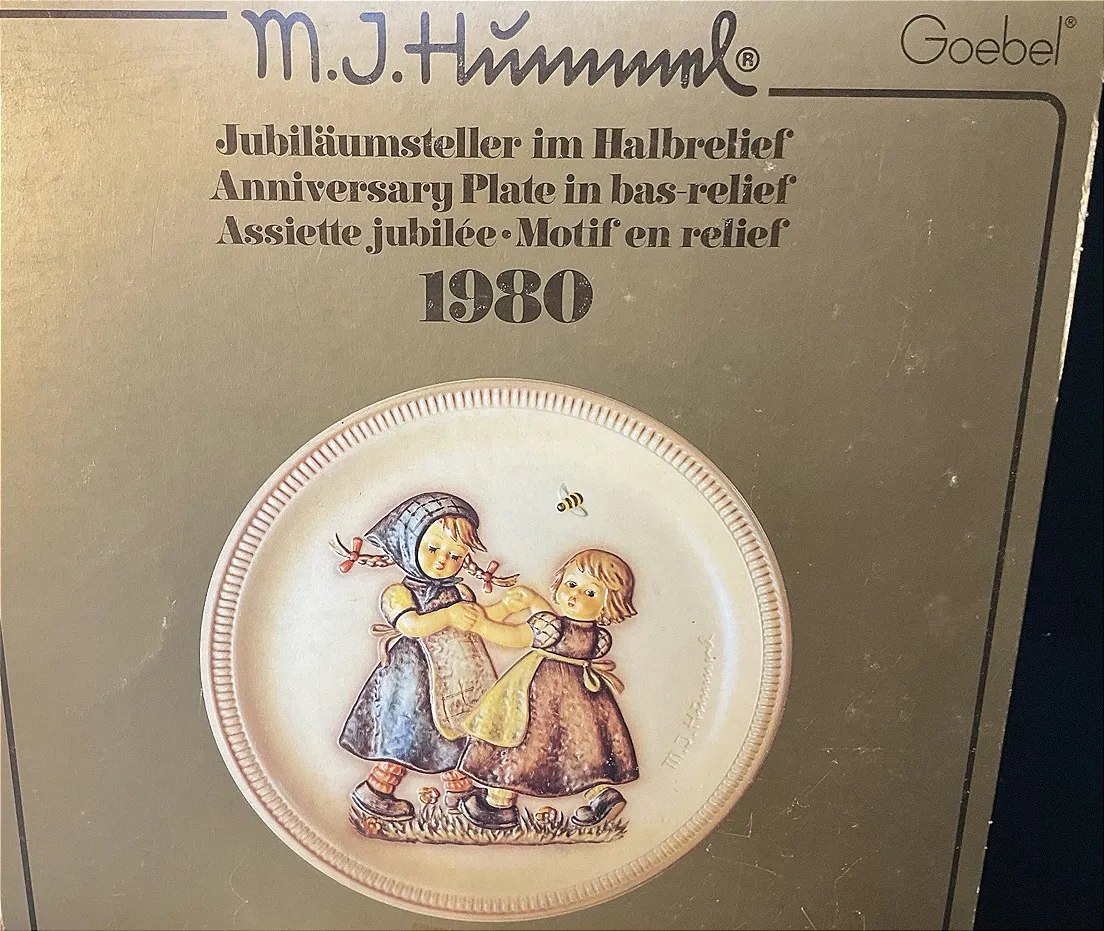 M.J. Hummel®
Goebel®
Jubiläumsteller im Halbrelief
Anniversary Plate in bas-relief
Assiette jubilée • Motif en relief
1980
M.J. Hummel